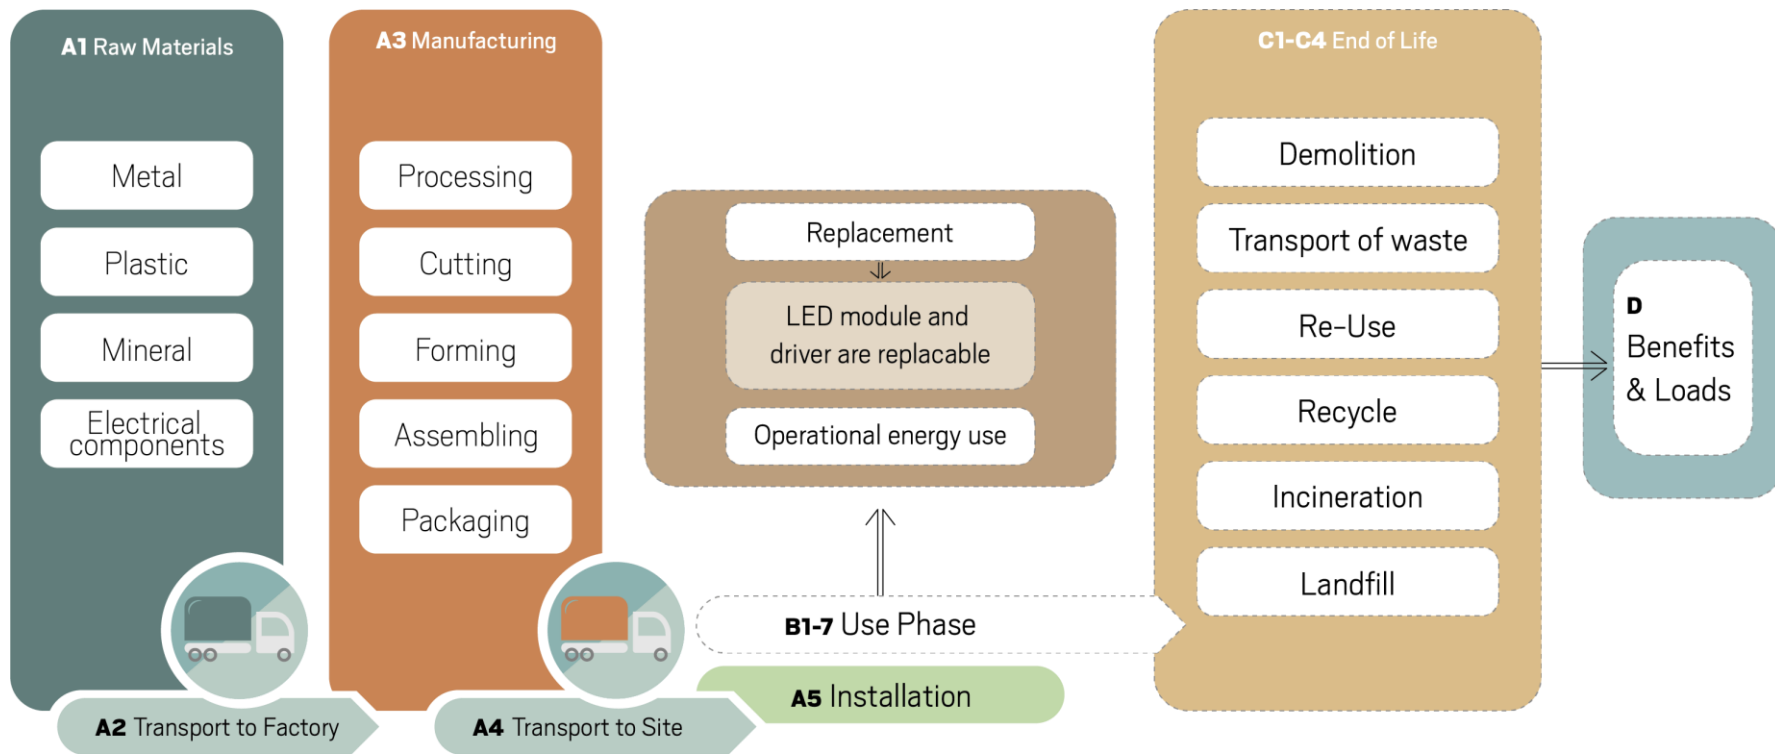 A1 Raw Materials
Metal
Plastic
Mineral
Electrical
components
A2 Transport to Factory
A3 Manufacturing
Processing
Cutting
Forming
Assembling
Packaging
A4 Transport to Site
A5 Installation
B1-7 Use Phase
Replacement
LED module and
driver are replacable
Operational energy use
C1-C4 End of Life
Demolition
Transport of waste
Re-Use
Recycle
Incineration
Landfill
D
Benefits
& Loads